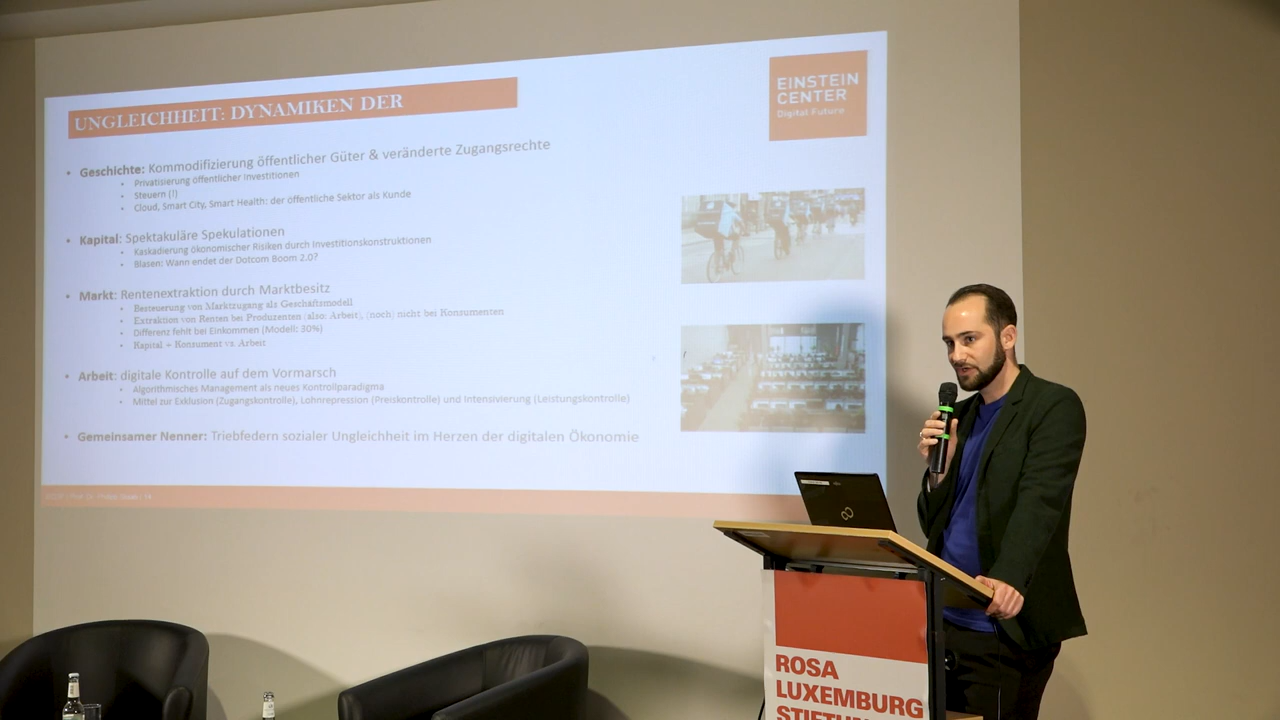 UNGLEICHHEIT: DYNAMIKEN DER
EINSTEIN
CENTER
Digital Future
• Geschichte: Kommodifizierung öffentlicher Güter & veränderte Zugangsrechte
• Privatisierung öffentlicher Investitionen
• Steuern (!)
• Cloud, Smart City, Smart Health: der öffentliche Sektor als Kunde
• Kapital: Spektakuläre Spekulationen
• Kaskadierung ökonomischer Risiken durch Investitionskonstruktionen
• Blasen: Wann endet der Dotcom Boom 2.0?
• Markt: Rentenextraktion durch Marktbesitz
• Besteuerung von Marktzugang als Geschäftsmodell
• Extraktion von Renten bei Produzenten (also: Arbeit), (noch) nicht bei Konsumenten
• Differenz fehlt bei Einkommen (Modell: 30%)
• Kapital + Konsument vs. Arbeit
• Arbeit: digitale Kontrolle auf dem Vormarsch
• Algorithmisches Management als neues Kontrollparadigma
• Mittel zur Exklusion (Zugangskontrolle), Lohnrepression (Preiskontrolle) und Intensivierung (Leistungskontrolle)
• Gemeinsamer Nenner: Triebfedern sozialer Ungleichheit im Herzen der digitalen Ökonomie
ROSA
LUXEMBURG